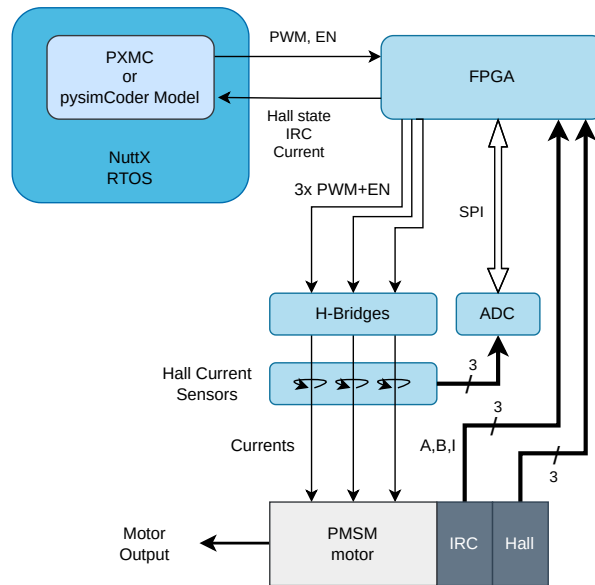 PWM, EN
PXMC
or
pysimCoder Model
FPGA
Hall state
IRC
Current
NuttX
RTOS
3x PWM+EN
SPI
H-Bridges
ADC
Hall Current
Sensors
3
3
Currents
A,B,I
3
Motor
Output
PMSM
motor
IRC
Hall